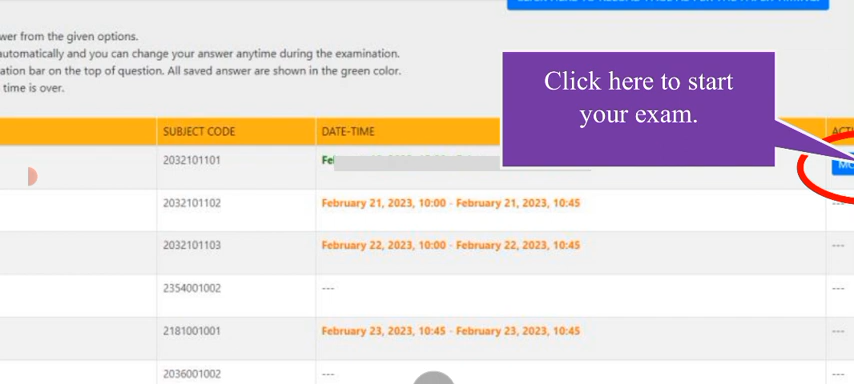 wer from the given options.
automatically and you can change your answer anytime during the examination.
ation bar on the top of question. All saved answer are shown in the green color.
time is over.
Click here to start
your exam.
SUBJECT CODE DATE-TIME
2032101101
2032101102 February 21, 2023, 10:00 - February 21, 2023, 10:45 ---
2032101103 February 22, 2023, 10:00 - February 22, 2023, 10:45 ---
2354001002 --- ---
2181001001 February 23, 2023, 10:45 - February 23, 2023, 10:45 ---
2036001002 --- ---